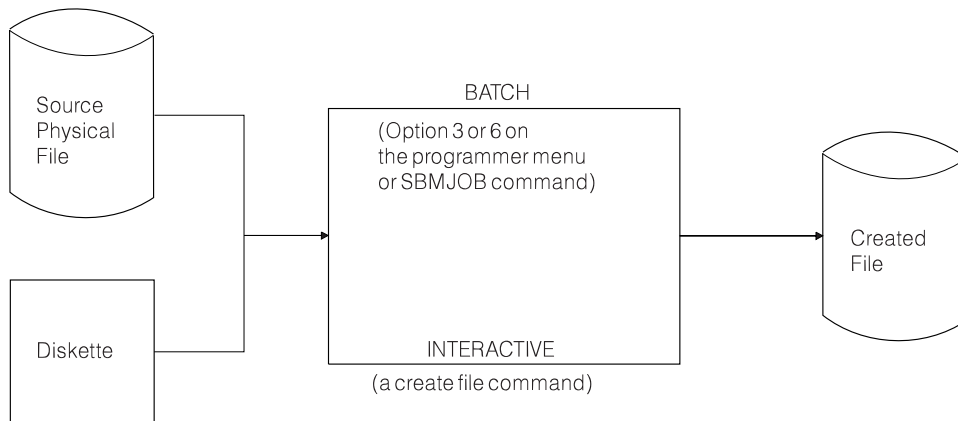 Source
Physical
File
Diskette
BATCH
(Option 3 or 6 on
the programmer menu
or SBMJOB command)
INTERACTIVE
(a create file command)
Created
File